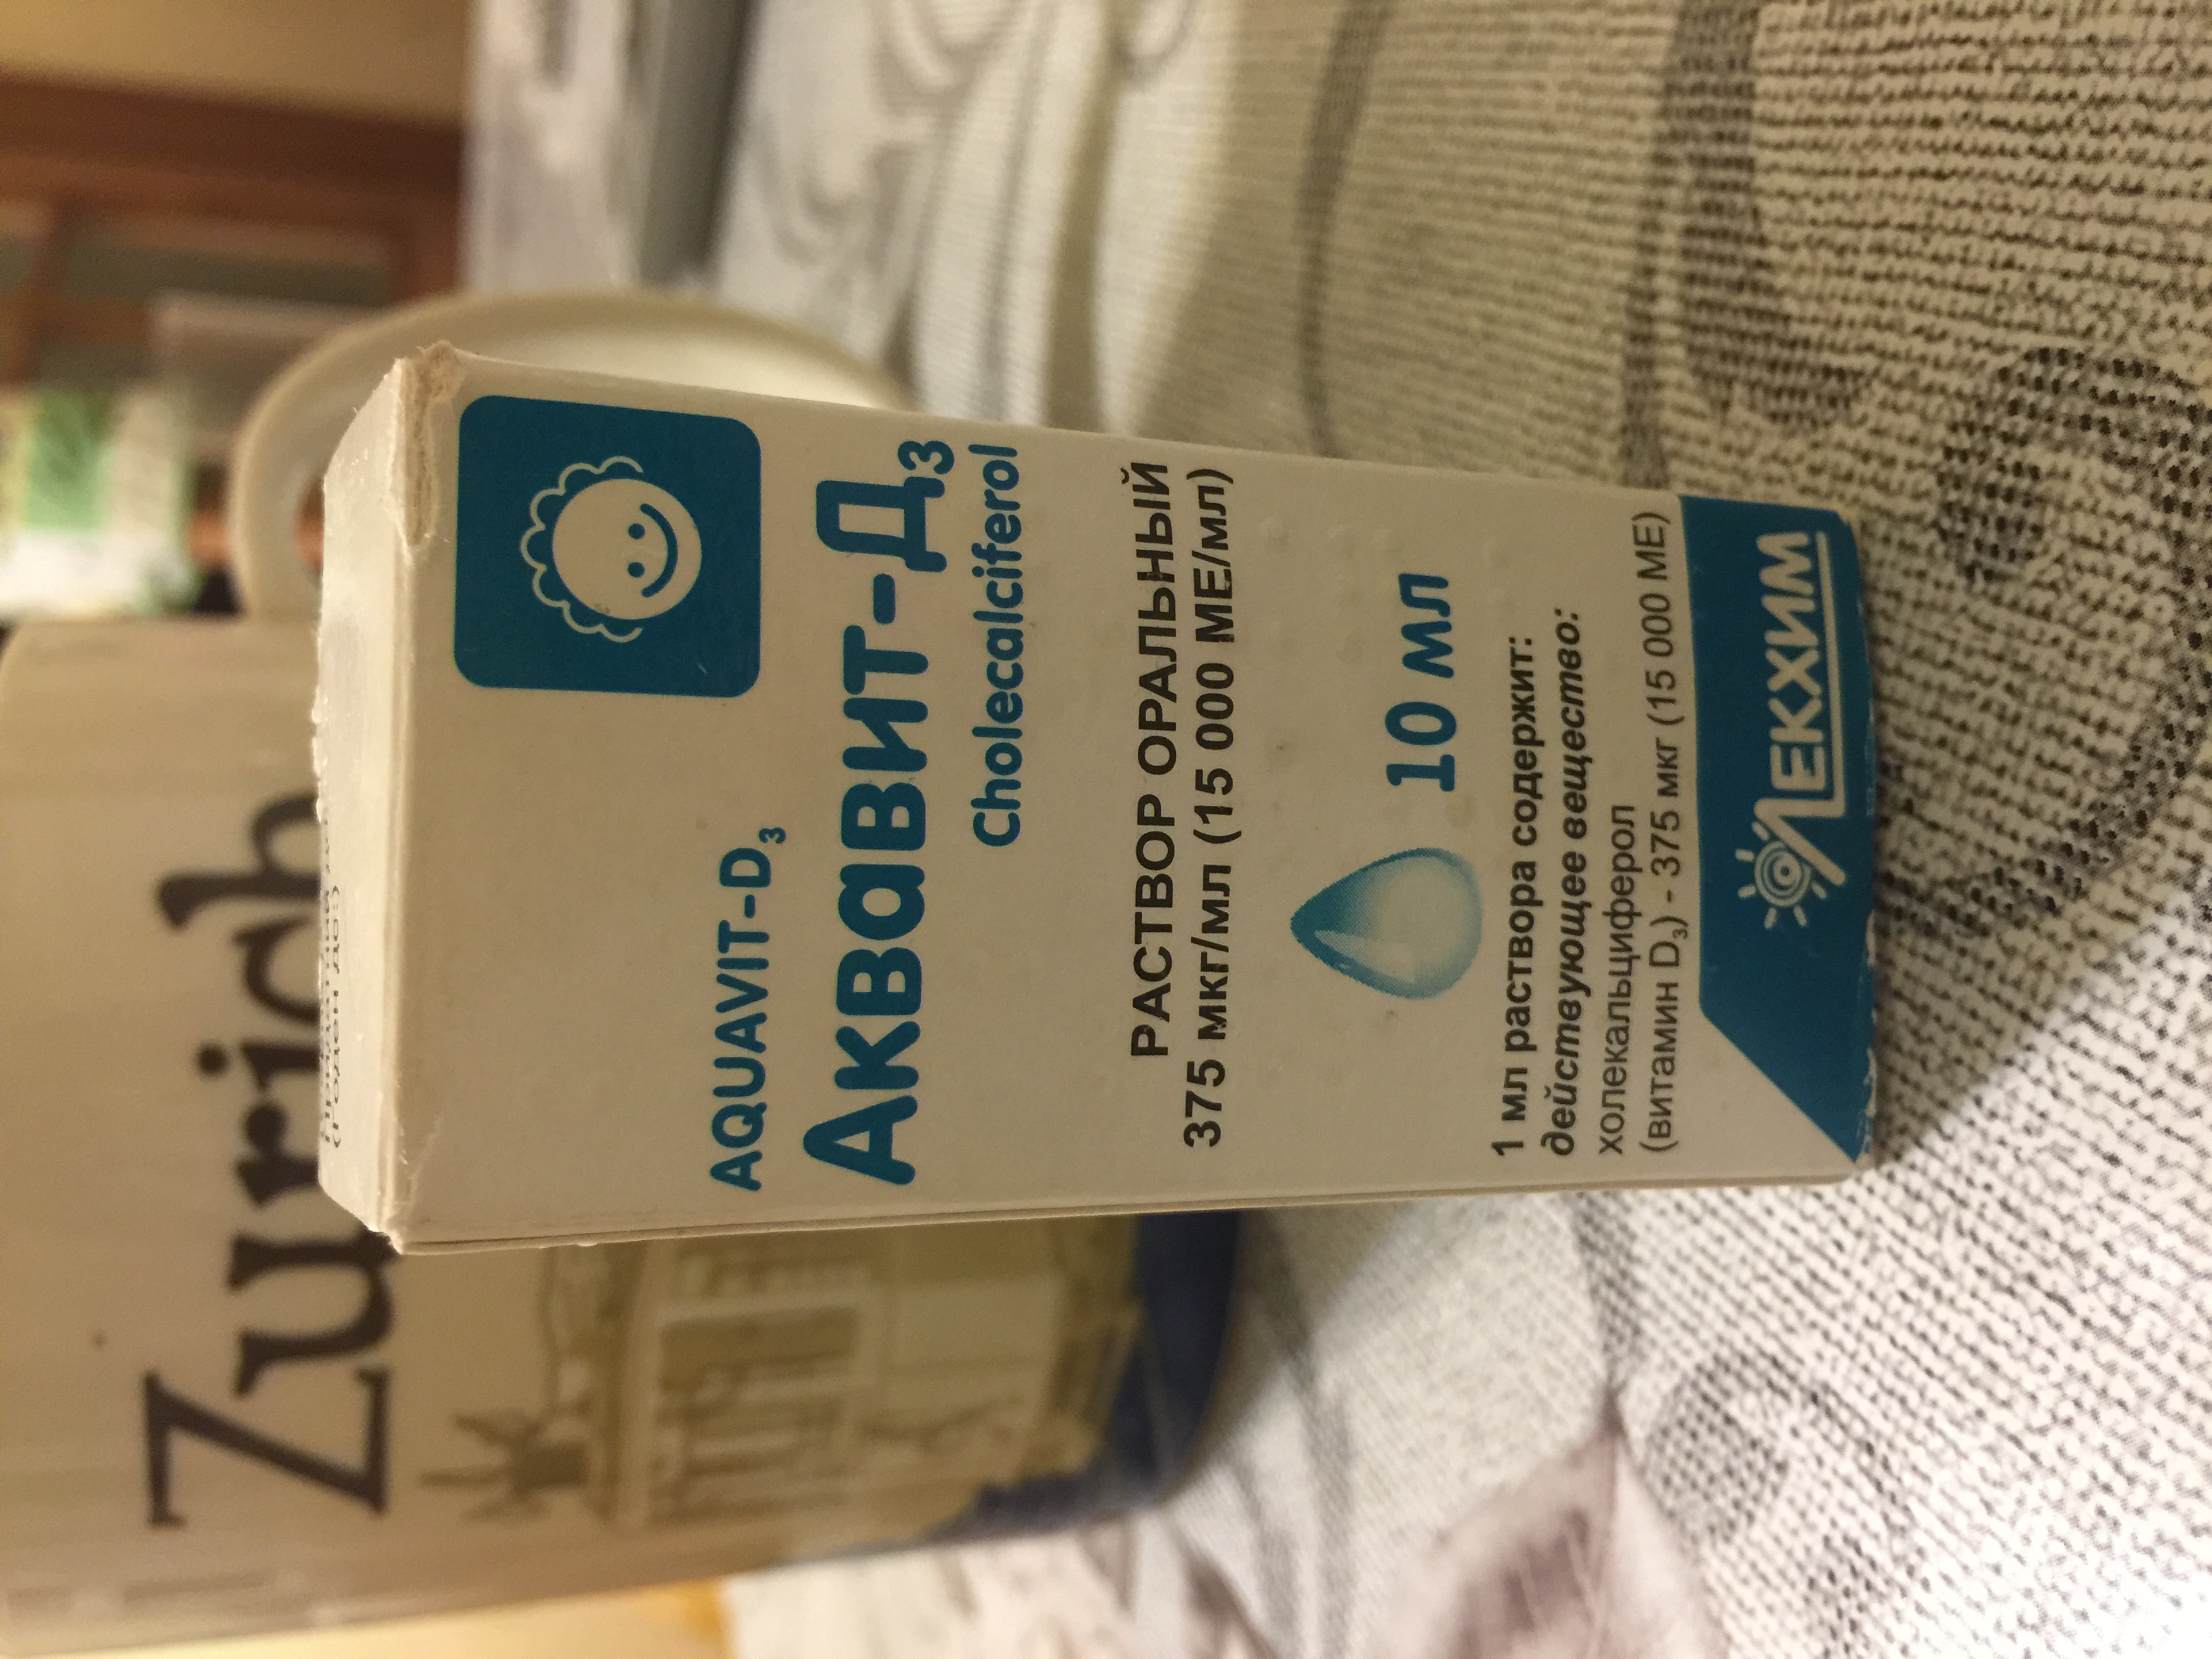 Zurich
AQUAVIT-D₃
Аквавит-Д₃
Cholecalciferol
РАСТВОР ОРАЛЬНЫЙ
375 мкг/мл (15 000 МЕ/мл)
10 мл
1 мл раствора содержит:
действующее вещество:
холекальциферол
(витамин D₃) - 375 мкг (15 000 МЕ)
ЛЕКХИМ